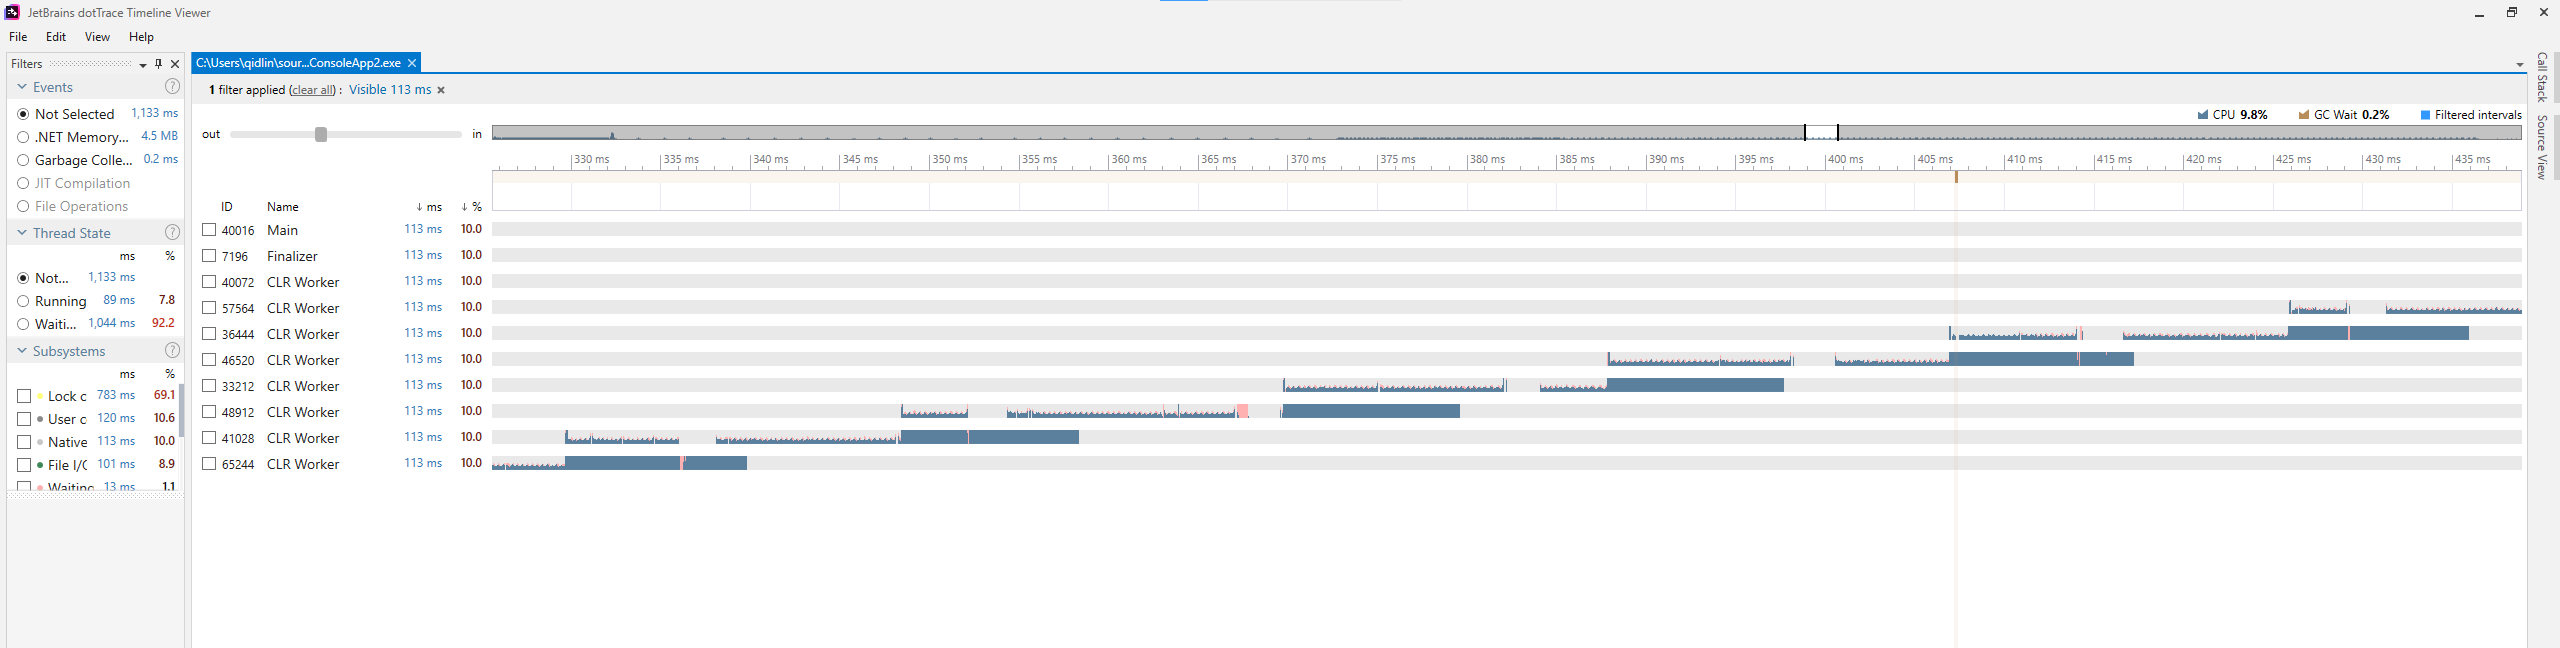 JetBrains dotTrace Timeline Viewer
File Edit View Help
Filters
C:\Users\qidlin\sour...ConsoleApp2.exe
Events
1 filter applied (clear all) : Visible 113 ms
Not Selected 1,133 ms
.NET Memory... 4.5 MB
Garbage Colle... 0.2 ms
JIT Compilation
File Operations
Thread State
ms %
Not... 1,133 ms
Running 89 ms 7.8
Waiti... 1,044 ms 92.2
Subsystems
ms %
Lock c 783 ms 69.1
User c 120 ms 10.6
Native 113 ms 10.0
File I/C 101 ms 8.9
Waiting 13 ms 1.1
CPU 9.8% GC Wait 0.2% Filtered intervals
out in
330 ms 335 ms 340 ms 345 ms 350 ms 355 ms 360 ms 365 ms 370 ms 375 ms 380 ms 385 ms 390 ms 395 ms 400 ms 405 ms 410 ms 415 ms 420 ms 425 ms 430 ms 435 ms
ID Name ms %
40016 Main 113 ms 10.0
7196 Finalizer 113 ms 10.0
40072 CLR Worker 113 ms 10.0
57564 CLR Worker 113 ms 10.0
36444 CLR Worker 113 ms 10.0
46520 CLR Worker 113 ms 10.0
33212 CLR Worker 113 ms 10.0
48912 CLR Worker 113 ms 10.0
41028 CLR Worker 113 ms 10.0
65244 CLR Worker 113 ms 10.0
Call Stack
Source View